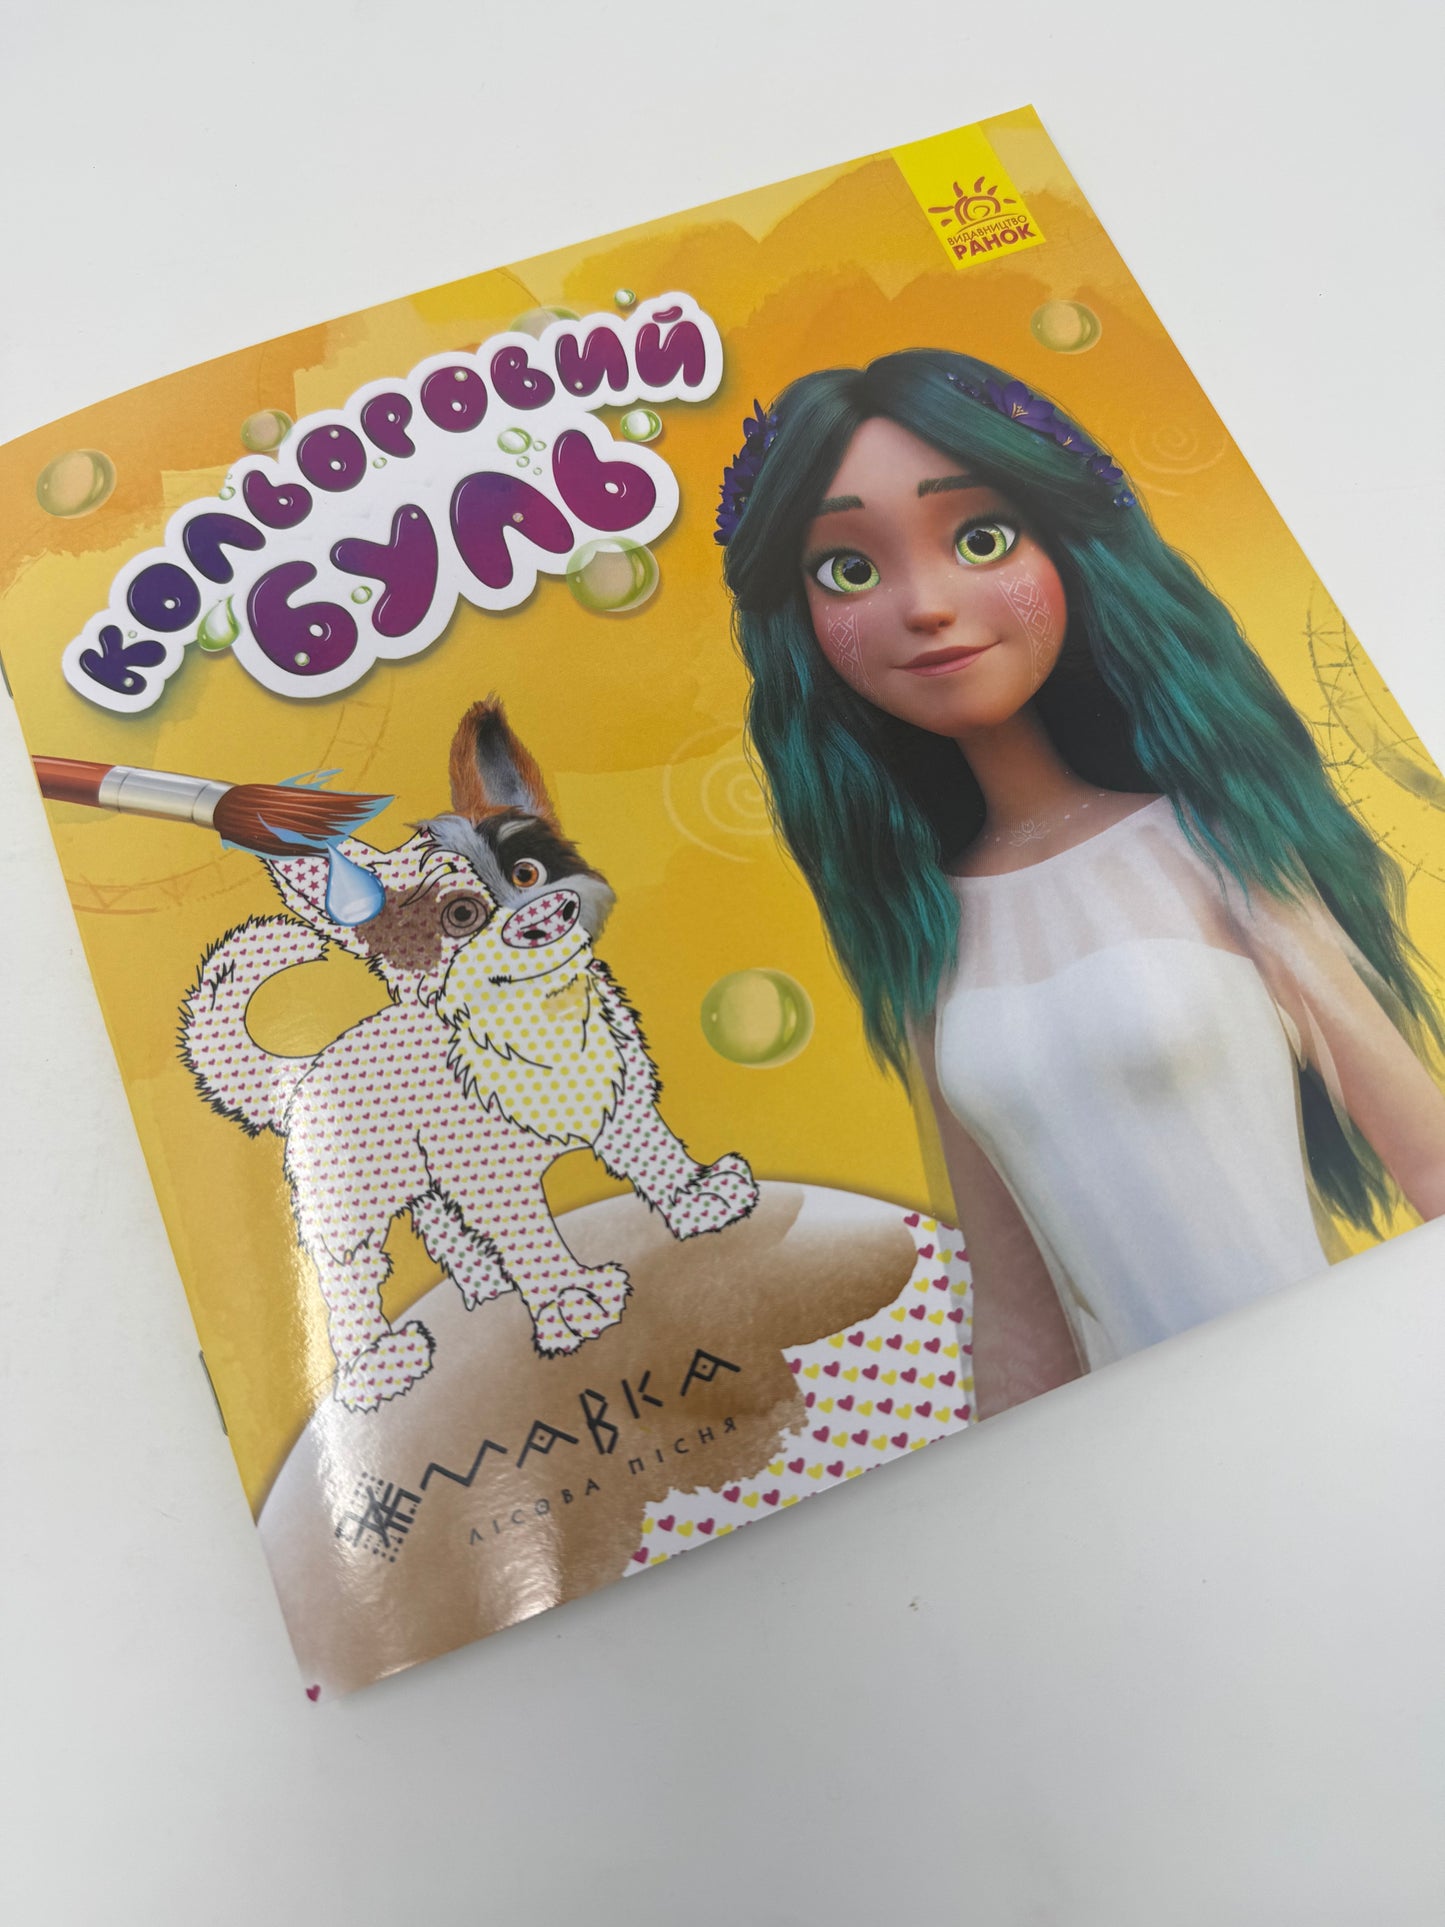 ВИДАВНИЦТВО
РАНОК
КОЛЬОРОВИЙ
БУЛЬ
МАВКА
ЛІСОВА ПІСНЯ